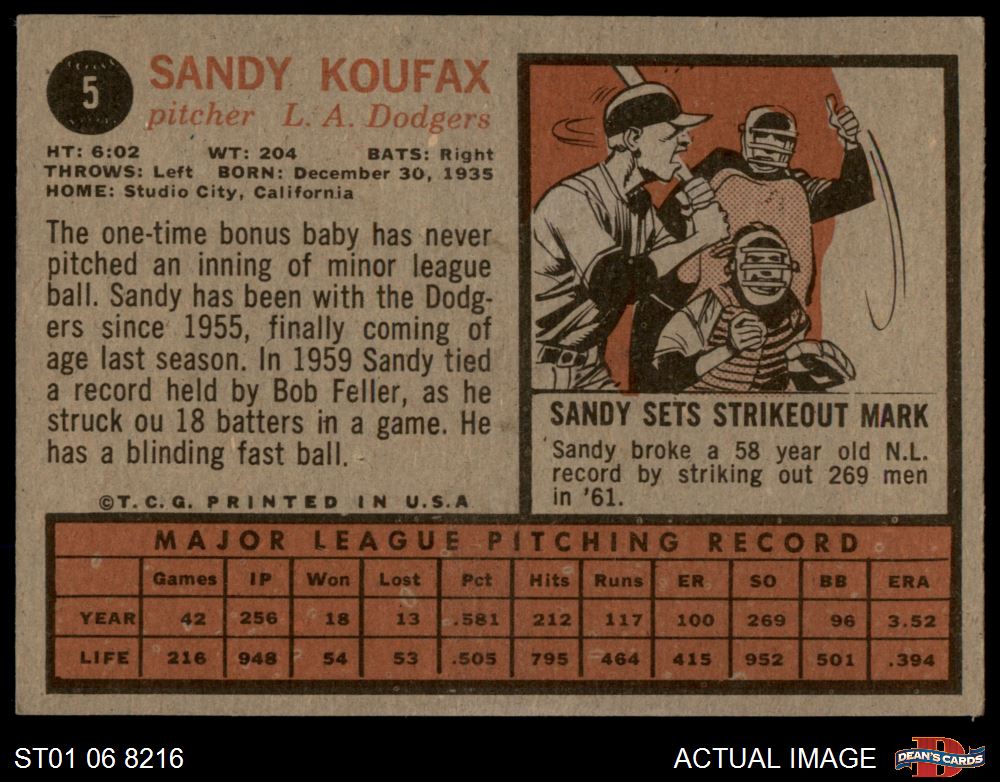 5
SANDY KOUFAX
pitcher L. A. Dodgers
HT: 6:02 WT: 204 BATS: Right
THROWS: Left BORN: December 30, 1935
HOME: Studio City, California
The one-time bonus baby has never
pitched an inning of minor league
ball. Sandy has been with the Dodg-
ers since 1955, finally coming of
age last season. In 1959 Sandy tied
a record held by Bob Feller, as he
struck ou 18 batters in a game. He
has a blinding fast ball.
©T.C.G. PRINTED IN U.S.A
SANDY SETS STRIKEOUT MARK
Sandy broke a 58 year old N.L.
record by striking out 269 men
in '61.
MAJOR LEAGUE PITCHING RECORD
Games IP Won Lost Pct Hits Runs ER SO BB ERA
YEAR 42 256 18 13 .581 212 117 100 269 96 3.52
LIFE 216 948 54 53 .505 795 464 415 952 501 .394
ST01 06 8216
ACTUAL IMAGE
D
DEAN'S CARDS